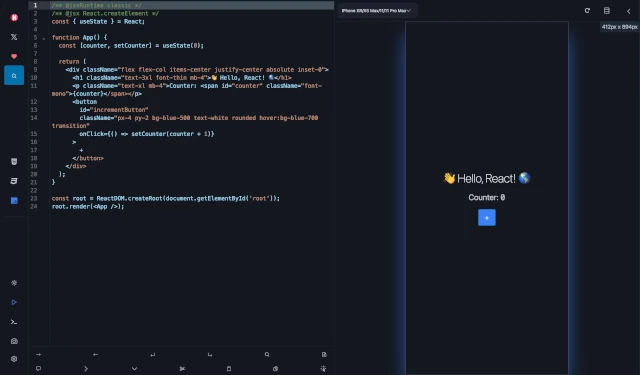 1 /** @jsxRuntime classic */
2 /** @jsx React.createElement */
3 const { useState } = React;
4
5 function App() {
6 const [counter, setCounter] = useState(0);
7
8 return (
9 <div className="flex flex-col items-center justify-center absolute inset-0">
10 <h1 className="text-3xl font-thin mb-4">👋 Hello, React! 🌎</h1>
11 <p className="text-xl mb-4">Counter: <span id="counter" className="font-
mono">{counter}</span></p>
12 <button
13 id="incrementButton"
14 className="px-4 py-2 bg-blue-500 text-white rounded hover:bg-blue-700
transition"
15 onClick={() => setCounter(counter + 1)}
16 >
17 +
18 </button>
19 </div>
20 );
21 }
22
23 const root = ReactDOM.createRoot(document.getElementById('root'));
24 root.render(<App />);
iPhone XR/XS Max/11/11 Pro Max
412px x 894px
👋 Hello, React! 🌎
Counter: 0
+